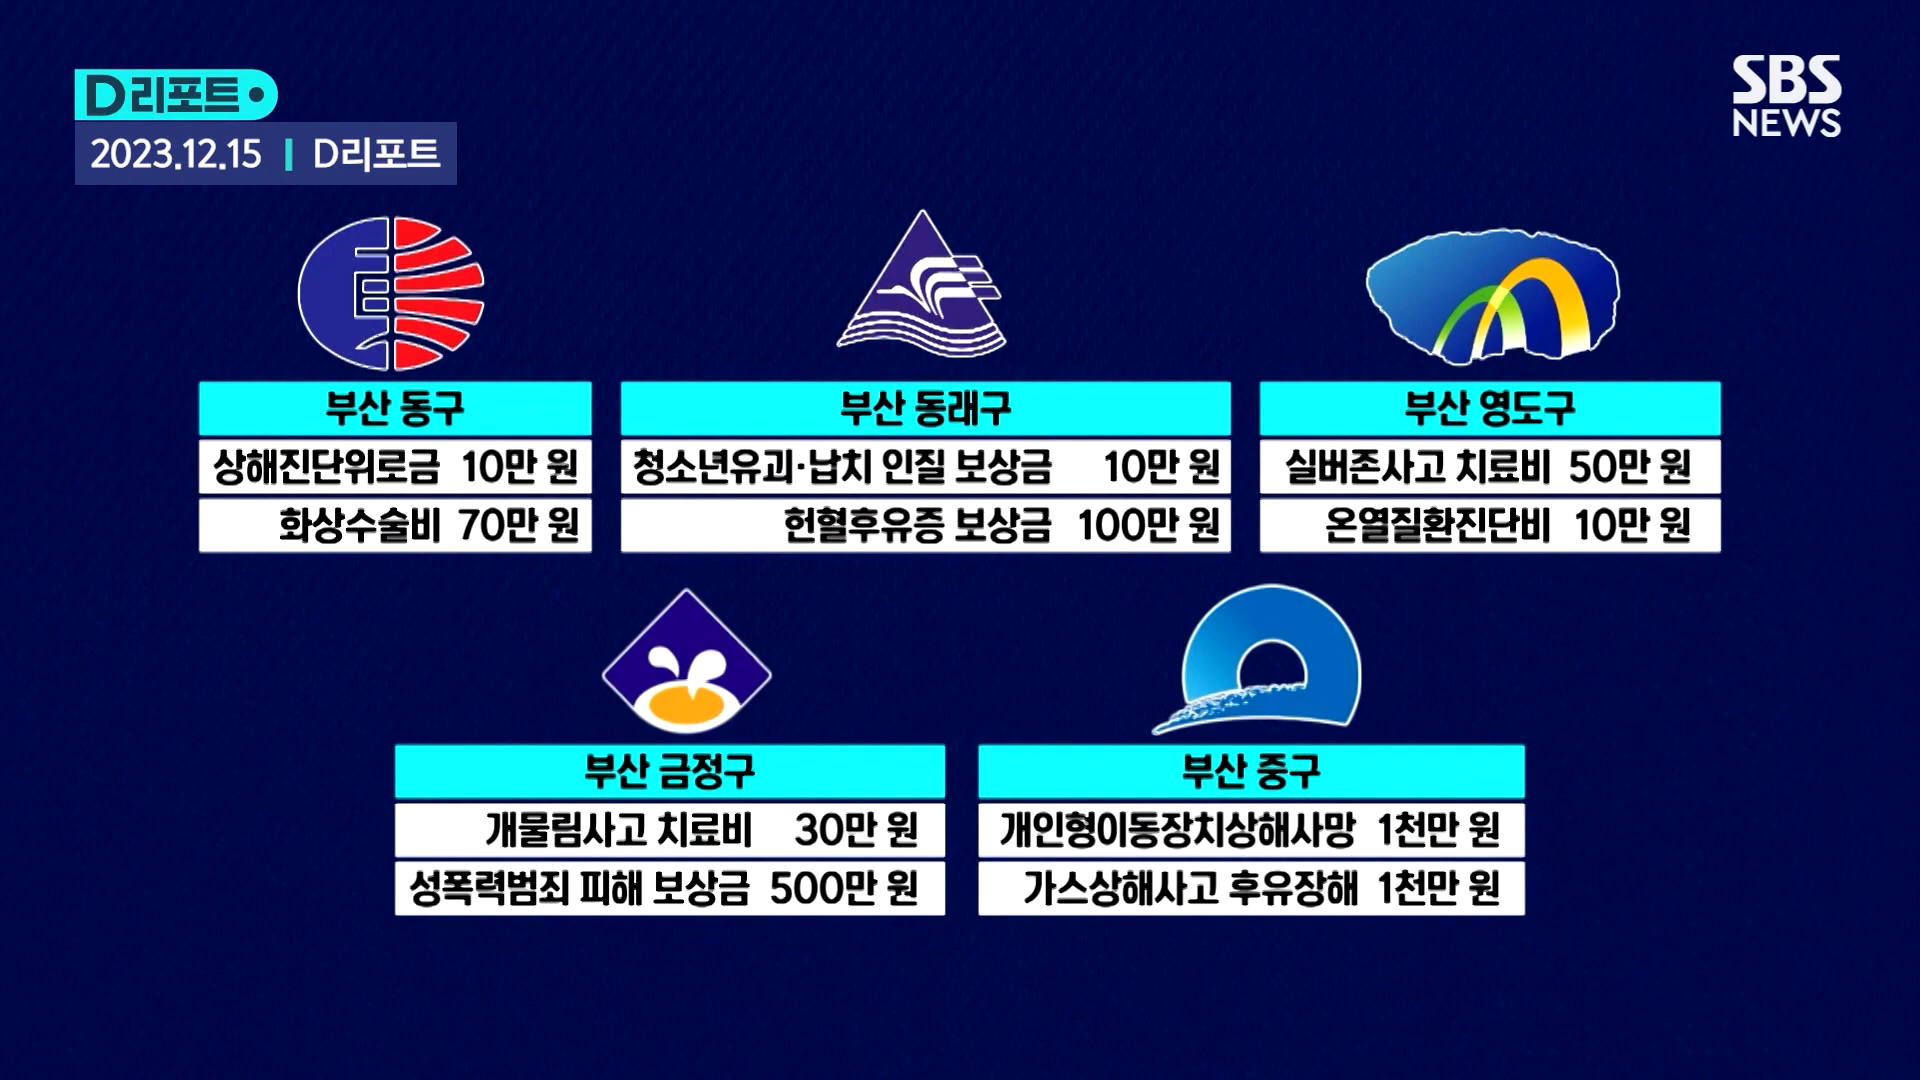 D리포트
SBS
NEWS
2023.12.15 | D리포트
부산 동구
상해진단위로금 10만 원
화상수술비 70만 원
부산 동래구
청소년유괴·납치 인질 보상금 10만 원
헌혈후유증 보상금 100만 원
부산 영도구
실버존사고 치료비 50만 원
온열질환진단비 10만 원
부산 금정구
개물림사고 치료비 30만 원
성폭력범죄 피해 보상금 500만 원
부산 중구
개인형이동장치상해사망 1천만 원
가스상해사고 후유장해 1천만 원